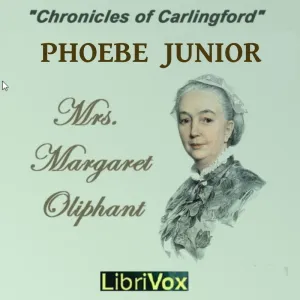 "Chronicles of Carlingford"
PHOEBE JUNIOR
Mrs.
Margaret
Oliphant
LibriVox